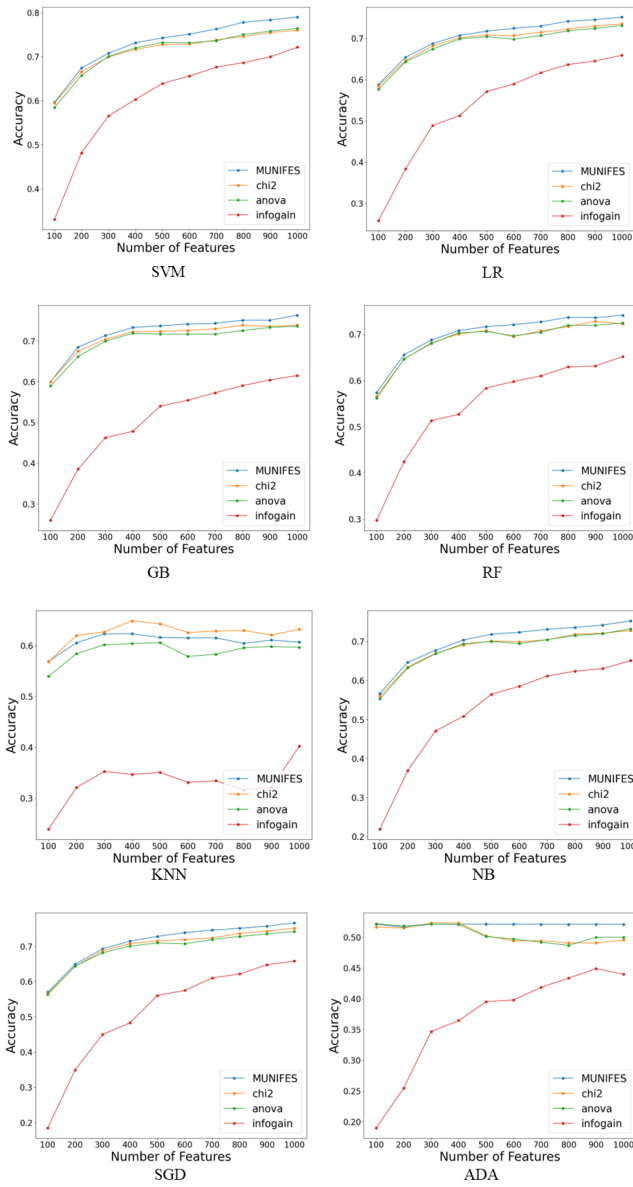 Accuracy
0.8
0.7
0.6
0.5
0.4
MUNIFES
chi2
anova
infogain
100 200 300 400 500 600 700 800 900 1000
Number of Features
SVM
Accuracy
0.7
0.6
0.5
0.4
0.3
MUNIFES
chi2
anova
infogain
100 200 300 400 500 600 700 800 900 1000
Number of Features
LR
Accuracy
0.7
0.6
0.5
0.4
0.3
MUNIFES
chi2
anova
infogain
100 200 300 400 500 600 700 800 900 1000
Number of Features
GB
Accuracy
0.7
0.6
0.5
0.4
0.3
MUNIFES
chi2
anova
infogain
100 200 300 400 500 600 700 800 900 1000
Number of Features
RF
Accuracy
0.6
0.5
0.4
0.3
MUNIFES
chi2
anova
infogain
100 200 300 400 500 600 700 800 900 1000
Number of Features
KNN
Accuracy
0.7
0.6
0.5
0.4
0.3
0.2
MUNIFES
chi2
anova
infogain
100 200 300 400 500 600 700 800 900 1000
Number of Features
NB
Accuracy
0.7
0.6
0.5
0.4
0.3
0.2
MUNIFES
chi2
anova
infogain
100 200 300 400 500 600 700 800 900 1000
Number of Features
SGD
Accuracy
0.50
0.45
0.40
0.35
0.30
0.25
0.20
MUNIFES
chi2
anova
infogain
100 200 300 400 500 600 700 800 900 1000
Number of Features
ADA